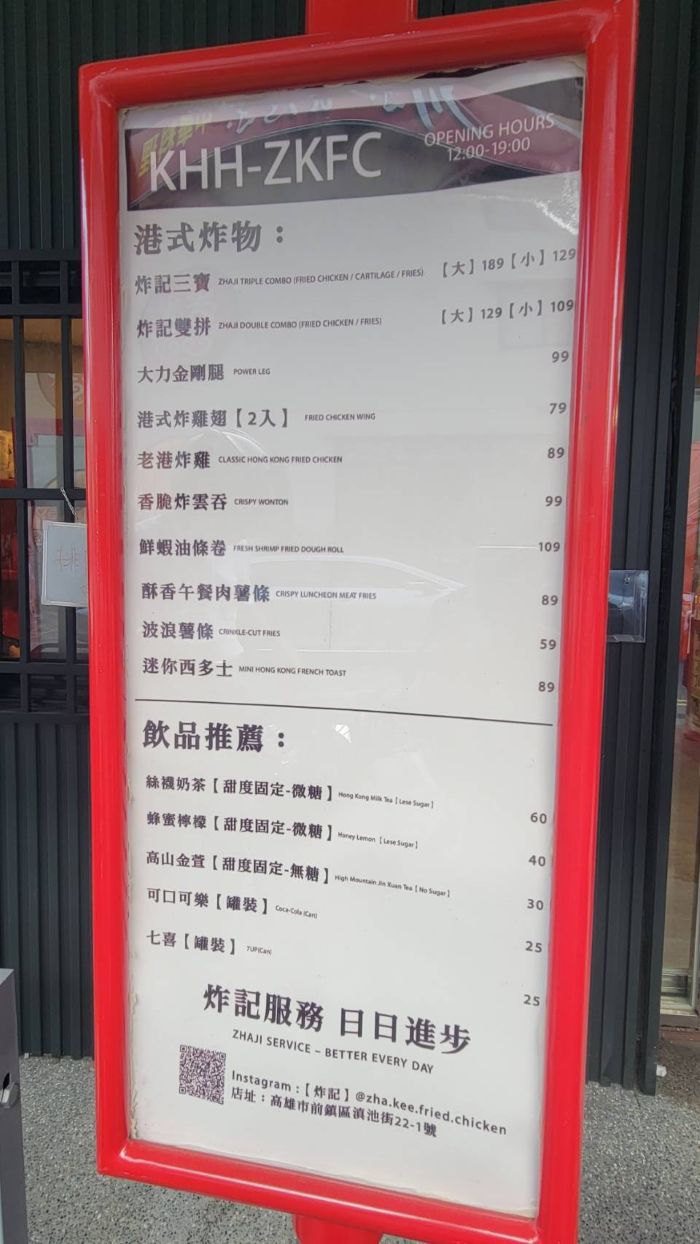 KHH-ZKFC
OPENING HOURS
12:00-19:00
港式炸物：
炸記三寶 ZHAJI TRIPLE COMBO (FRIED CHICKEN / CARTILAGE / FRIES) 【大】189【小】129
炸記雙拼 ZHAJI DOUBLE COMBO (FRIED CHICKEN / FRIES) 【大】129【小】109
大力金剛腿 POWER LEG 99
港式炸雞翅【2入】 FRIED CHICKEN WING 79
老港炸雞 CLASSIC HONG KONG FRIED CHICKEN 89
香脆炸雲吞 CRISPY WONTON 99
鮮蝦油條卷 FRESH SHRIMP FRIED DOUGH ROLL 109
酥香午餐肉薯條 CRISPY LUNCHEON MEAT FRIES 89
波浪薯條 CRINKLE-CUT FRIES 59
迷你西多士 MINI HONG KONG FRENCH TOAST 89
飲品推薦：
絲襪奶茶【甜度固定-微糖】 Hong Kong Milk Tea [Lese Sugar] 60
蜂蜜檸檬【甜度固定-微糖】 Honey Lemon [Lese Sugar] 40
高山金萱【甜度固定-無糖】 High Mountain Jin Xuan Tea [No Sugar] 30
可口可樂【罐裝】 Coca-Cola (Can) 25
七喜【罐裝】 7UP(Can) 25
炸記服務 日日進步
ZHAJI SERVICE – BETTER EVERY DAY
Instagram：【炸記】@zha.kee.fried.chicken
店址：高雄市前鎮區滇池街22-1號